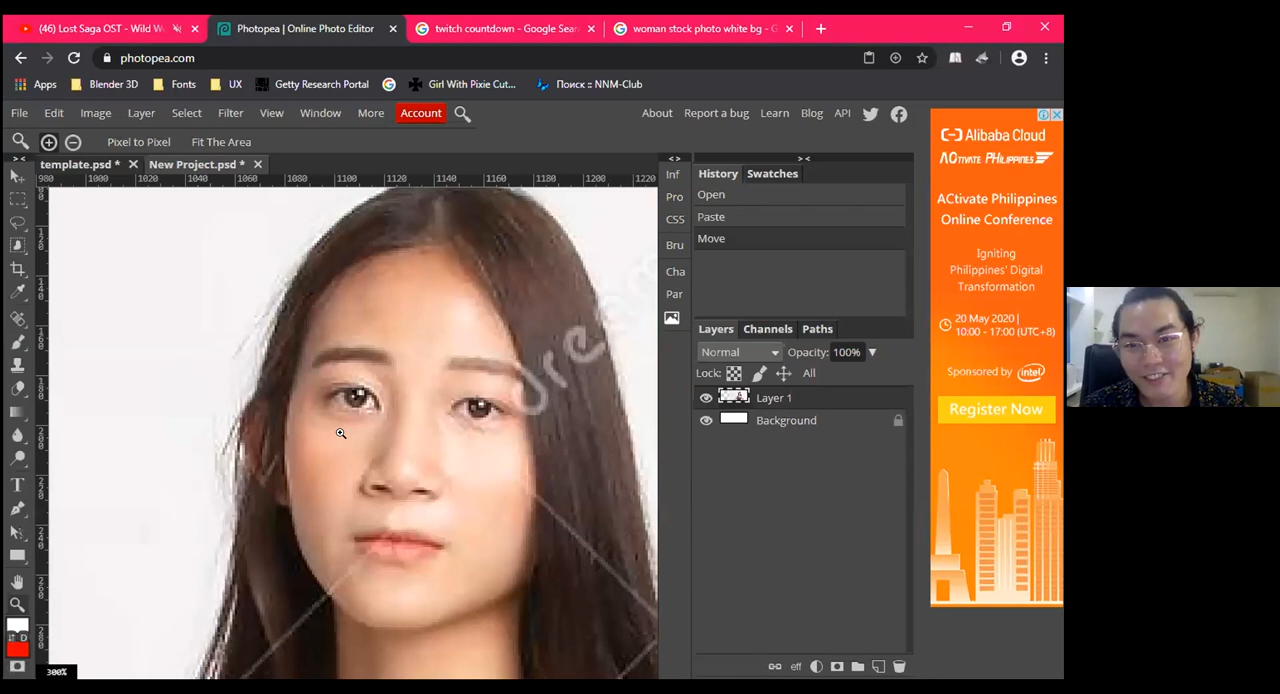 (46) Lost Saga OST - Wild W
Photopea | Online Photo Editor
twitch countdown - Google Sear
woman stock photo white bg - G
photopea.com
Apps
Blender 3D
Fonts
UX
Getty Research Portal
Girl With Pixie Cut...
Поиск :: NNM-Club
File Edit Image Layer Select Filter View Window More Account
About Report a bug Learn Blog API
Pixel to Pixel Fit The Area
template.psd *
New Project.psd *
> <
< >
> <
980 1000 1020 1040 1060 1080 1100 1120 1140 1160 1180 1200 1220
Inf
Pro
CSS
Bru
Cha
Par
History Swatches
Open
Paste
Move
Layers Channels Paths
Normal Opacity: 100%
Lock: All
Layer 1
Background
eff
D
300%
dre
Alibaba Cloud
ACTIVATE PHILIPPINES
ACtivate Philippines
Online Conference
Igniting
Philippines' Digital
Transformation
20 May 2020 |
10:00 - 17:00 (UTC+8)
Sponsored by intel
Register Now